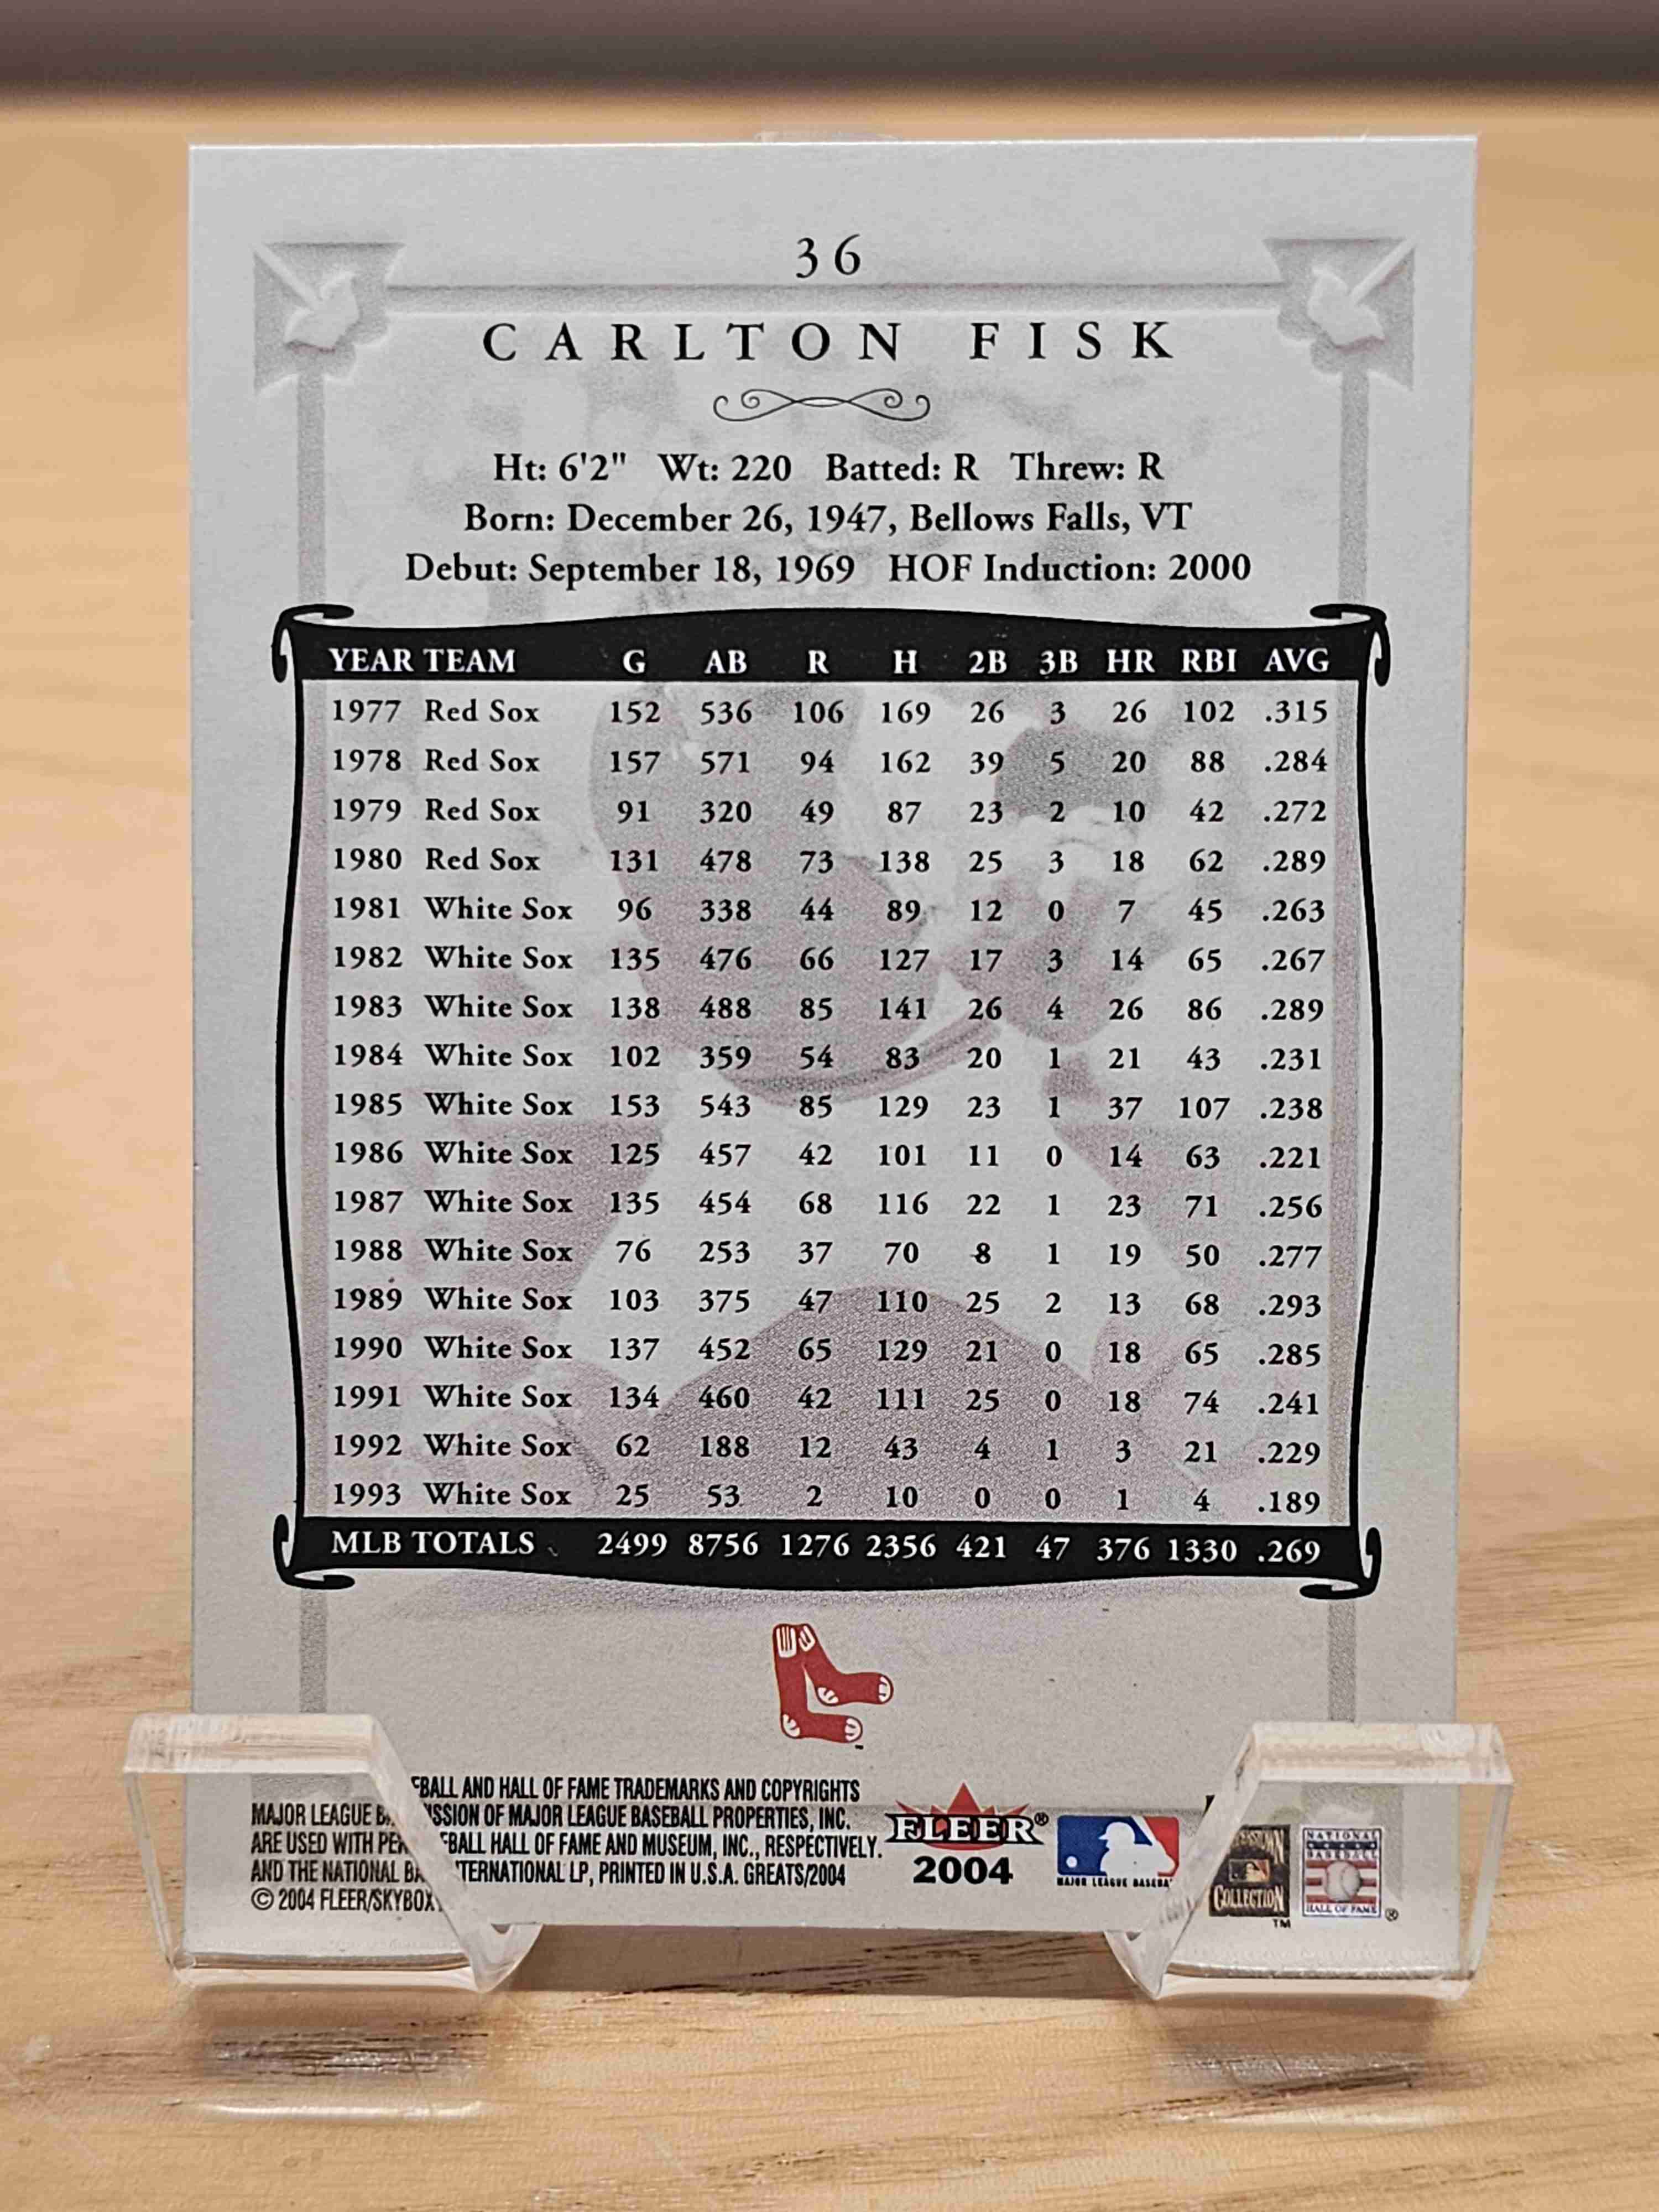 36
CARLTON FISK
Ht: 6'2" Wt: 220 Batted: R Threw: R
Born: December 26, 1947, Bellows Falls, VT
Debut: September 18, 1969 HOF Induction: 2000
YEAR TEAM G AB R H 2B 3B HR RBI AVG
1977 Red Sox 152 536 106 169 26 3 26 102 .315
1978 Red Sox 157 571 94 162 39 5 20 88 .284
1979 Red Sox 91 320 49 87 23 2 10 42 .272
1980 Red Sox 131 478 73 138 25 3 18 62 .289
1981 White Sox 96 338 44 89 12 0 7 45 .263
1982 White Sox 135 476 66 127 17 3 14 65 .267
1983 White Sox 138 488 85 141 26 4 26 86 .289
1984 White Sox 102 359 54 83 20 1 21 43 .231
1985 White Sox 153 543 85 129 23 1 37 107 .238
1986 White Sox 125 457 42 101 11 0 14 63 .221
1987 White Sox 135 454 68 116 22 1 23 71 .256
1988 White Sox 76 253 37 70 8 1 19 50 .277
1989 White Sox 103 375 47 110 25 2 13 68 .293
1990 White Sox 137 452 65 129 21 0 18 65 .285
1991 White Sox 134 460 42 111 25 0 18 74 .241
1992 White Sox 62 188 12 43 4 1 3 21 .229
1993 White Sox 25 53 2 10 0 0 1 4 .189
MLB TOTALS 2499 8756 1276 2356 421 47 376 1330 .269
MAJOR LEAGUE AND HALL OF FAME TRADEMARKS AND COPYRIGHTS
ARE USED WITH OF MAJOR LEAGUE BASEBALL PROPERTIES, INC.
AND THE NATIONAL HALL OF FAME AND MUSEUM, INC., RESPECTIVELY.
© 2004 FLEER/SKYBOX LP, PRINTED IN U.S.A. GREATS/2004
FLEER®
2004
MAJOR LEAGUE
COLLECTION
TM
NATIONAL
BASEBALL
HALL OF FAME
®